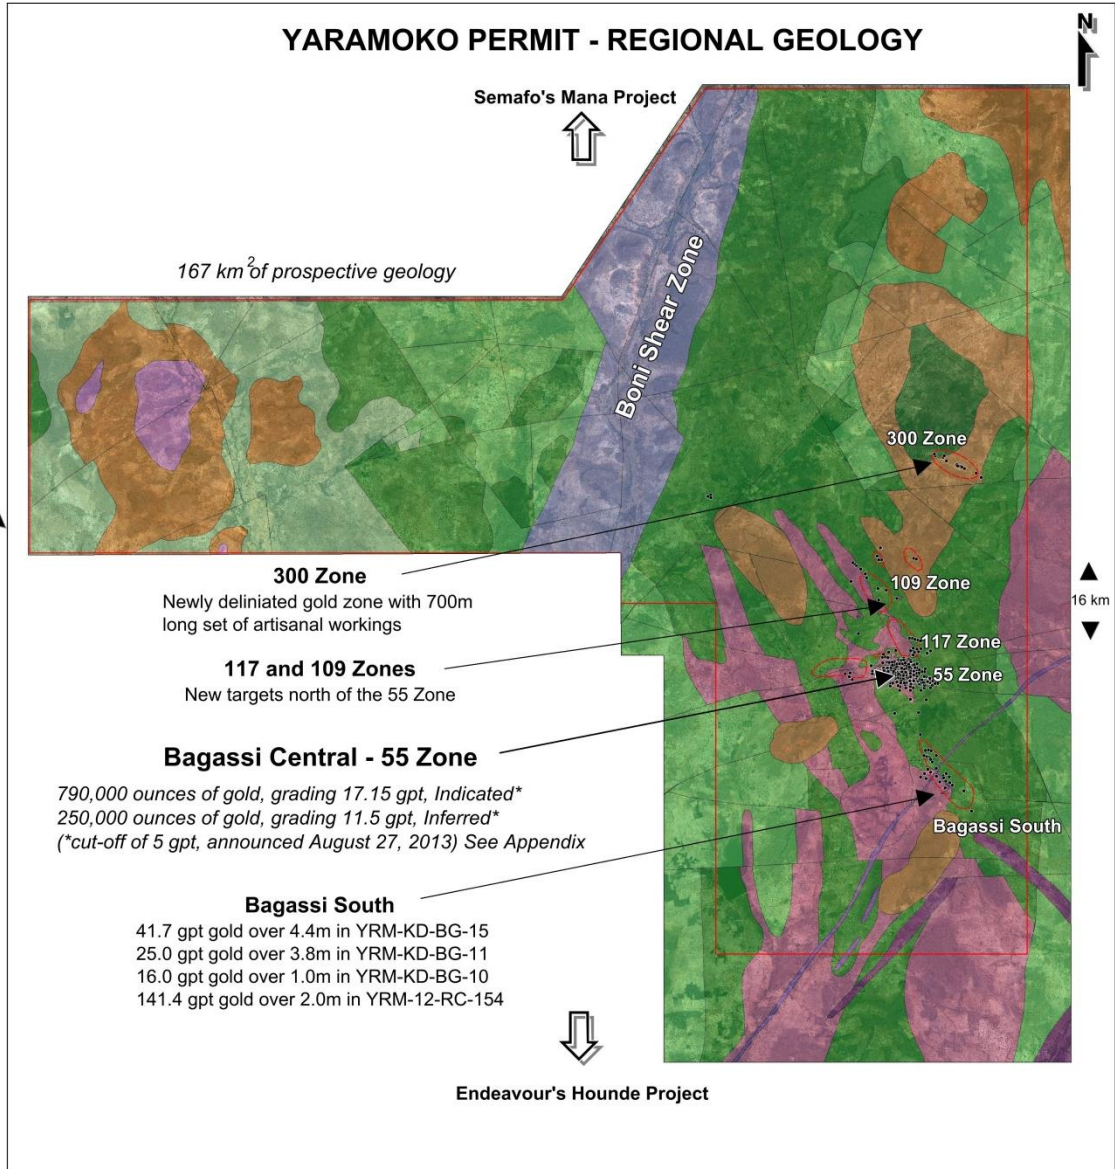 YARAMOKO PERMIT - REGIONAL GEOLOGY
N
Semafo's Mana Project
167 km2 of prospective geology
Boni Shear Zone
300 Zone
300 Zone
Newly deliniated gold zone with 700m
long set of artisanal workings
109 Zone
16 km
117 and 109 Zones
New targets north of the 55 Zone
117 Zone
55 Zone
Bagassi Central - 55 Zone
790,000 ounces of gold, grading 17.15 gpt, Indicated*
250,000 ounces of gold, grading 11.5 gpt, Inferred*
(*cut-off of 5 gpt, announced August 27, 2013) See Appendix
Bagassi South
Bagassi South
41.7 gpt gold over 4.4m in YRM-KD-BG-15
25.0 gpt gold over 3.8m in YRM-KD-BG-11
16.0 gpt gold over 1.0m in YRM-KD-BG-10
141.4 gpt gold over 2.0m in YRM-12-RC-154
Endeavour's Hounde Project